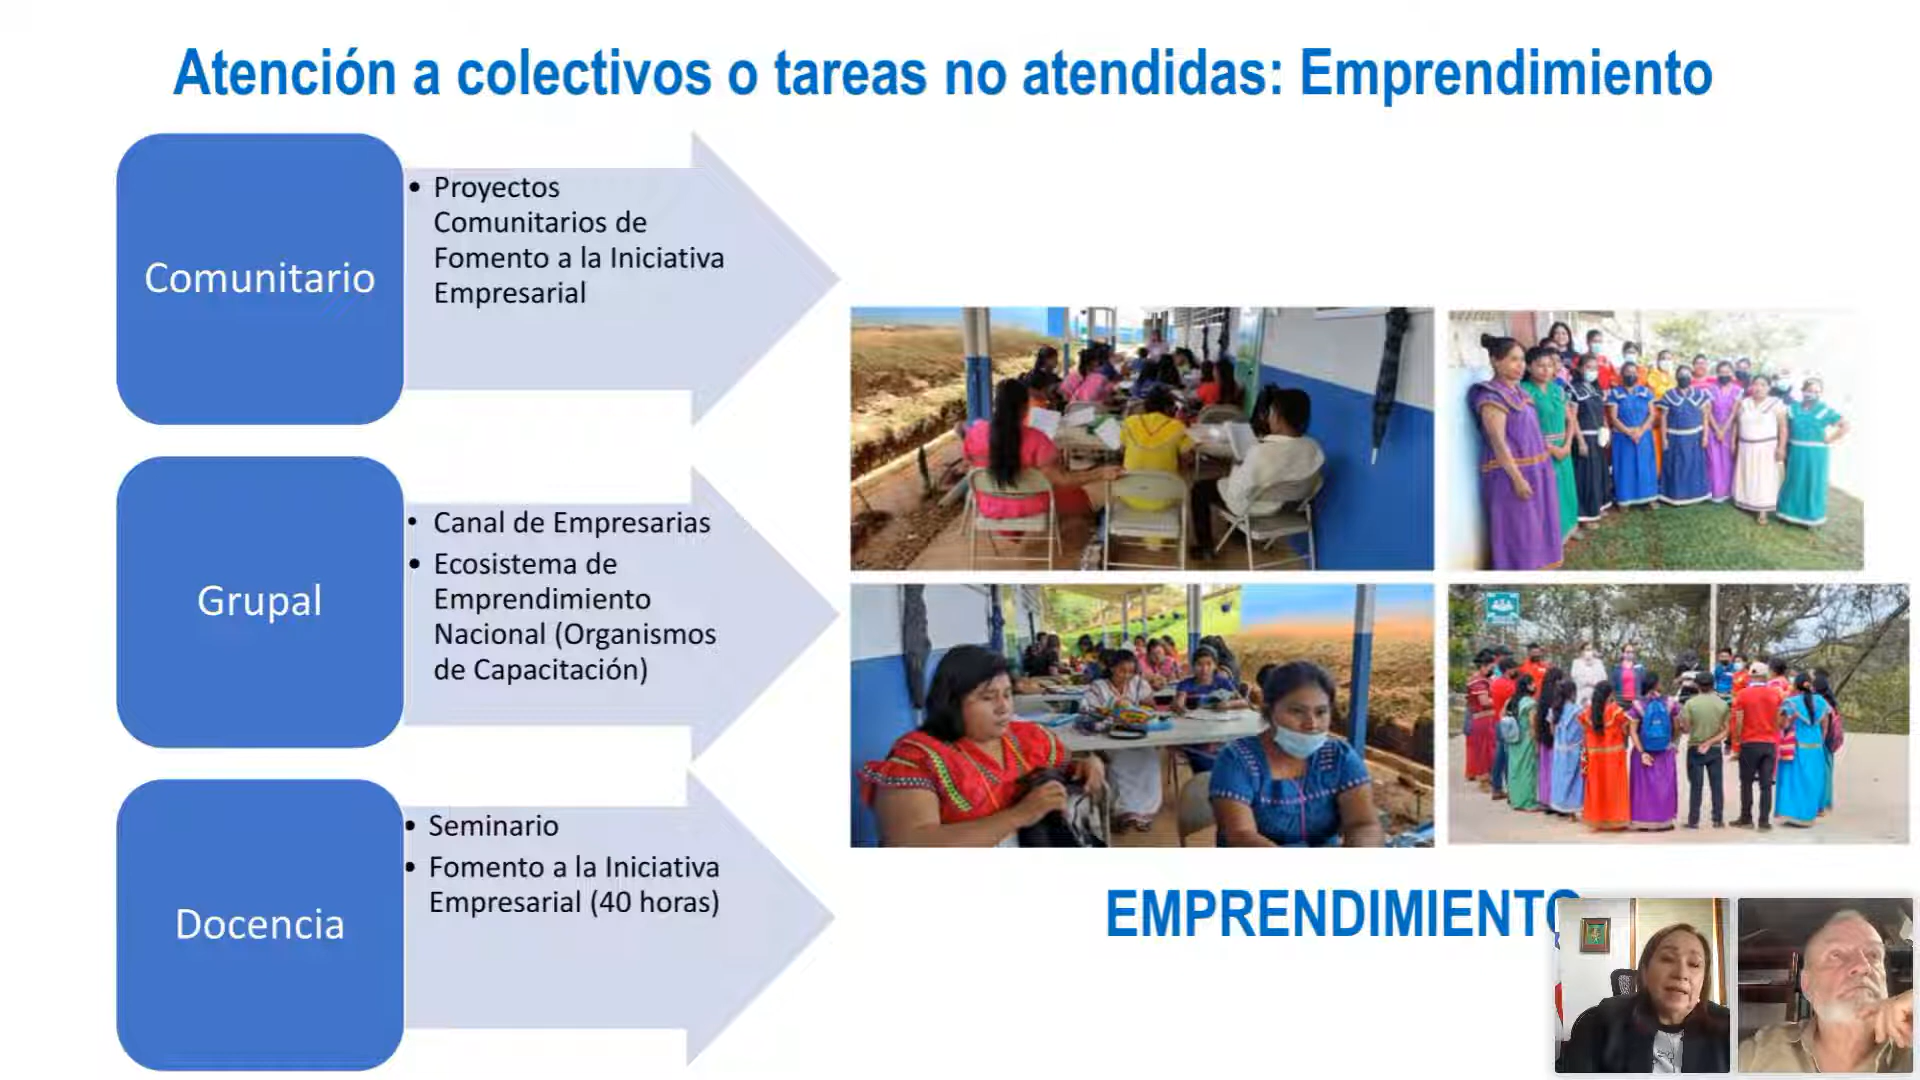 Atención a colectivos o tareas no atendidas: Emprendimiento
Comunitario
• Proyectos
Comunitarios de
Fomento a la Iniciativa
Empresarial
Grupal
• Canal de Empresarias
• Ecosistema de
Emprendimiento
Nacional (Organismos
de Capacitación)
Docencia
• Seminario
• Fomento a la Iniciativa
Empresarial (40 horas)
EMPRENDIMIENTO